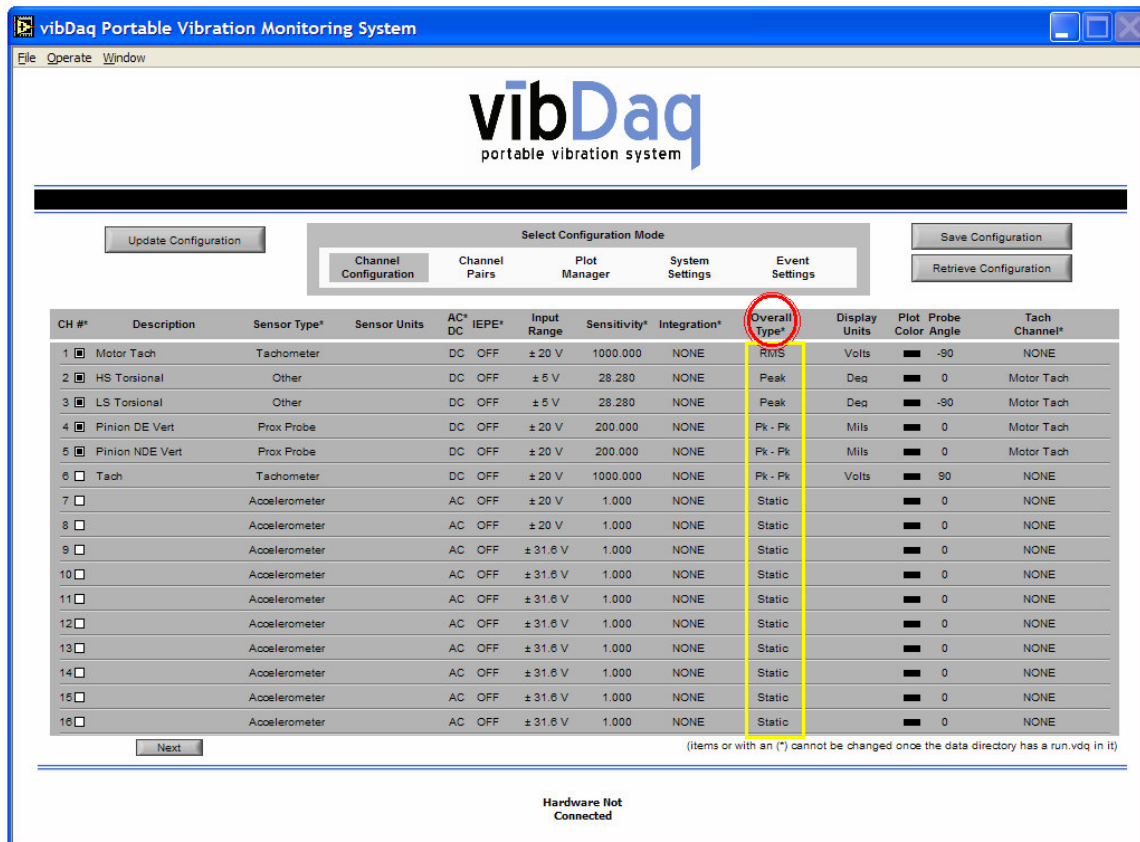 vibDaq Portable Vibration Monitoring System
File Operate Window
vibDaq
portable vibration system
Update Configuration
Select Configuration Mode
Save Configuration
Channel Configuration Channel Pairs Plot Manager System Settings Event Settings
Retrieve Configuration
CH #* Description Sensor Type* Sensor Units AC* DC IEPE* Input Range Sensitivity* Integration* Overall Type* Display Units Plot Color Probe Angle Tach Channel*
1 Motor Tach Tachometer DC OFF ± 20 V 1000.000 NONE RMS Volts -90 NONE
2 HS Torsional Other DC OFF ± 5 V 28.280 NONE Peak Deg 0 Motor Tach
3 LS Torsional Other DC OFF ± 5 V 28.280 NONE Peak Deg -90 Motor Tach
4 Pinion DE Vert Prox Probe DC OFF ± 20 V 200.000 NONE Pk - Pk Mils 0 Motor Tach
5 Pinion NDE Vert Prox Probe DC OFF ± 20 V 200.000 NONE Pk - Pk Mils 0 Motor Tach
6 Tach Tachometer DC OFF ± 20 V 1000.000 NONE Pk - Pk Volts 90 NONE
7 Accelerometer AC OFF ± 20 V 1.000 NONE Static 0 NONE
8 Accelerometer AC OFF ± 20 V 1.000 NONE Static 0 NONE
9 Accelerometer AC OFF ± 31.6 V 1.000 NONE Static 0 NONE
10 Accelerometer AC OFF ± 31.6 V 1.000 NONE Static 0 NONE
11 Accelerometer AC OFF ± 31.6 V 1.000 NONE Static 0 NONE
12 Accelerometer AC OFF ± 31.6 V 1.000 NONE Static 0 NONE
13 Accelerometer AC OFF ± 31.6 V 1.000 NONE Static 0 NONE
14 Accelerometer AC OFF ± 31.6 V 1.000 NONE Static 0 NONE
15 Accelerometer AC OFF ± 31.6 V 1.000 NONE Static 0 NONE
16 Accelerometer AC OFF ± 31.6 V 1.000 NONE Static 0 NONE
Next
(items or with an (*) cannot be changed once the data directory has a run.vdq in it)
Hardware Not
Connected